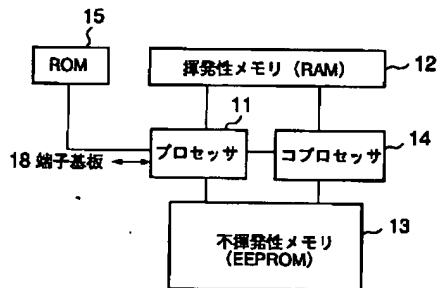 15
ROM
揮発性メモリ (RAM)
12
11
プロセッサ
コプロセッサ
14
18 端子基板
不揮発性メモリ
(EEPROM)
13